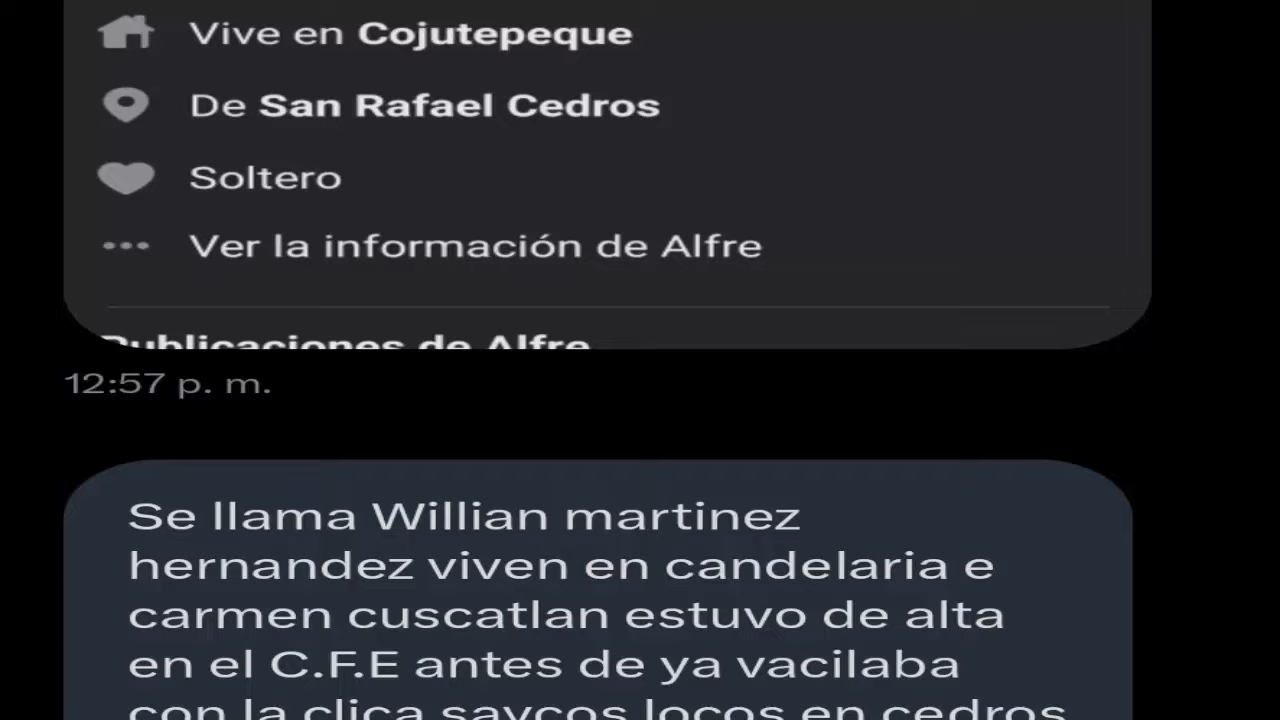 Vive en Cojutepeque
De San Rafael Cedros
Soltero
Ver la información de Alfre
Publicaciones de Alfre
12:57 p. m.
Se llama Willian martinez
hernandez viven en candelaria e
carmen cuscatlan estuvo de alta
en el C.F.E antes de ya vacilaba
con la clica saycos locos en cedros